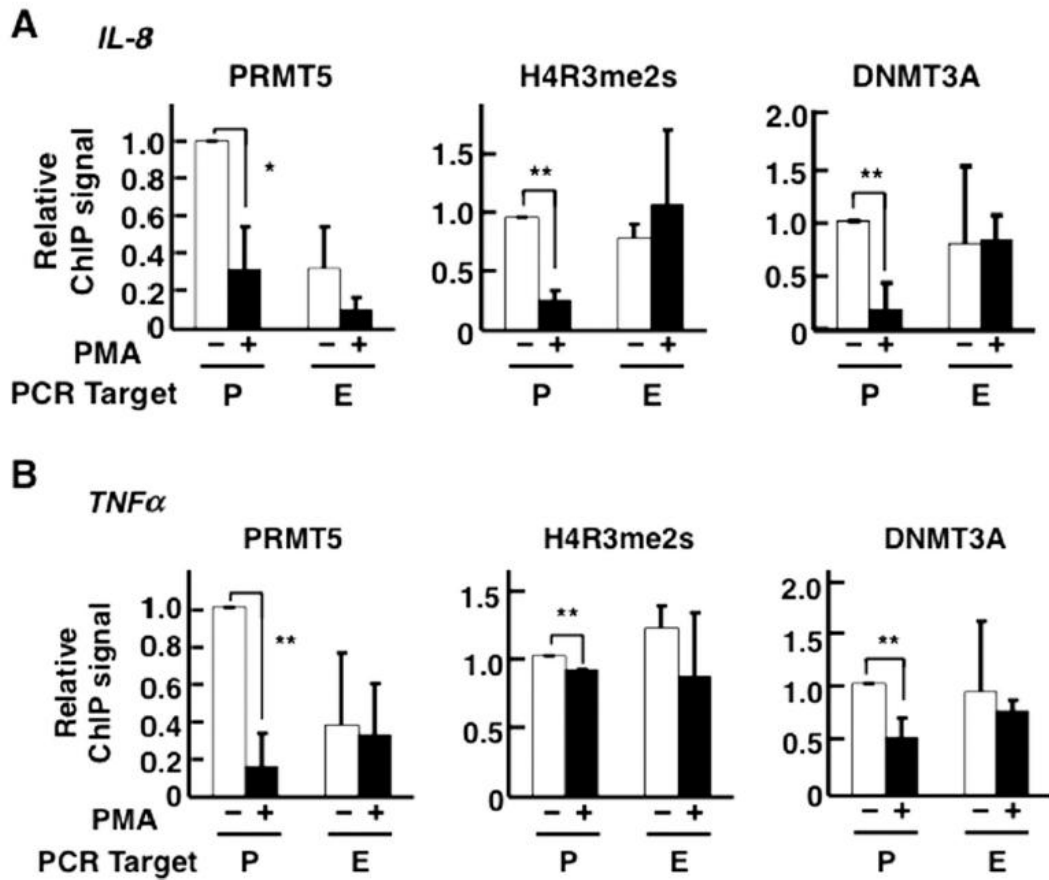 A
IL-8
PRMT5 H4R3me2s DNMT3A
Relative
ChIP signal
1.0
0.8
0.6
0.4
0.2
0
1.5
1.0
0.5
0
2.0
1.5
1.0
0.5
0
* ** **
PMA − + − + − + − + − +
PCR Target P E P E P E
B
TNFα
PRMT5 H4R3me2s DNMT3A
Relative
ChIP signal
1.0
0.8
0.6
0.4
0.2
0
1.5
1.0
0.5
0
2.0
1.5
1.0
0.5
0
** ** **
PMA − + − + − + − + − + − +
PCR Target P E P E P E